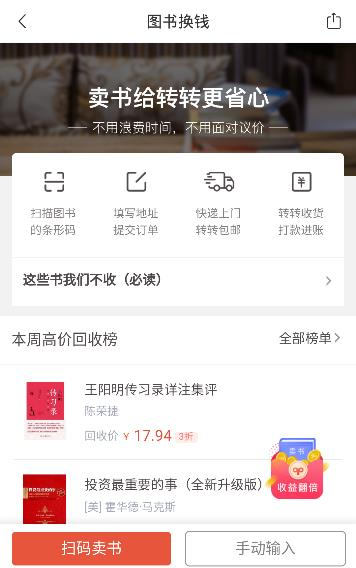 图书换钱
卖书给转转更省心
不用浪费时间，不用面对议价
扫描图书
的条形码
填写地址
提交订单
快递上门
转转包邮
转转收货
打款进账
这些书我们不收（必读）
本周高价回收榜
全部榜单
王阳明传习录详注集评
陈荣捷
回收价 ¥ 17.94 3折
传习录
卖书
收益翻倍
投资最重要的事（全新升级版）
[美] 霍华德·马克斯
扫码卖书
手动输入